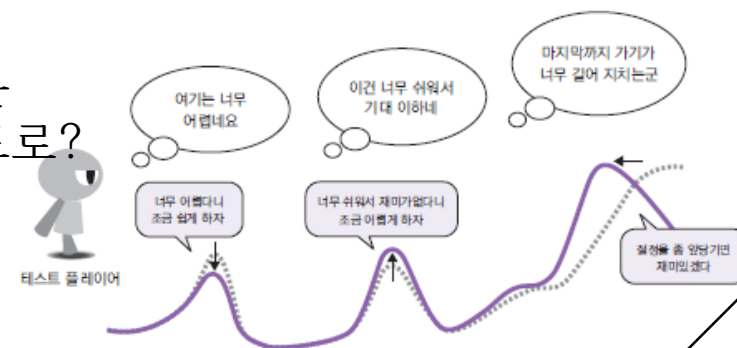 로?
여기는 너무
어렵네요
이건 너무 쉬워서
기대 이하네
마지막까지 가기가
너무 길어 지치는군
너무 어렵다니
조금 쉽게 하자
너무 쉬워서 재미가없다니
조금 어렵게 하자
절정을 좀 앞당기면
재미있겠다
테스트 플레이어